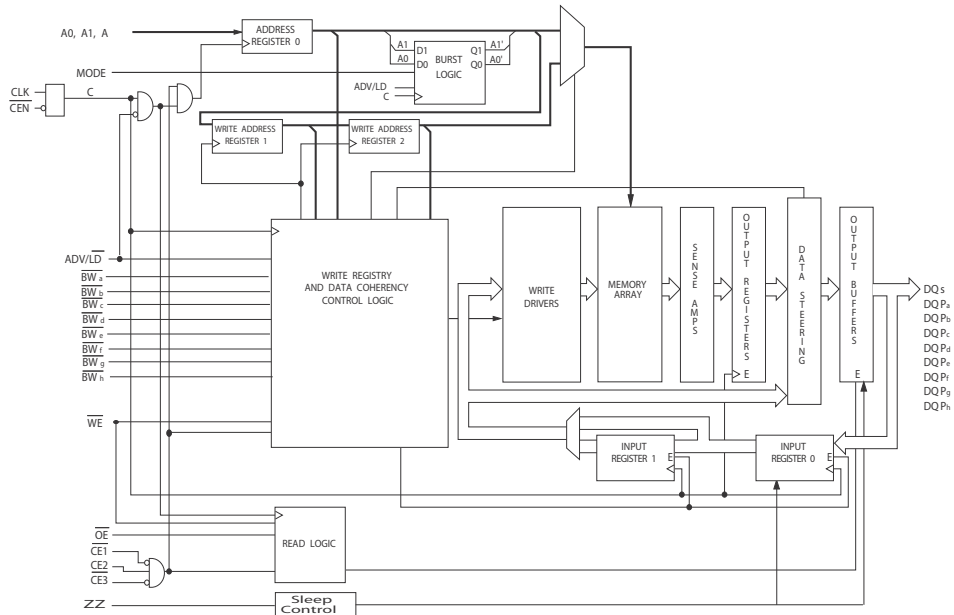 A0, A1, A
ADDRESS
REGISTER 0
MODE
CLK
CEN
C
A1
A0
D1
D0
BURST
LOGIC
Q1
Q0
A1'
A0'
ADV/LD
C
WRITE ADDRESS
REGISTER 1
WRITE ADDRESS
REGISTER 2
ADV/LD
BWa
BWb
BWc
BWd
BWe
BWf
BWg
BWh
WE
WRITE REGISTRY
AND DATA COHERENCY
CONTROL LOGIC
WRITE
DRIVERS
MEMORY
ARRAY
SENSE AMPS
OUTPUT REGISTERS
E
DATA STEERING
OUTPUT BUFFERS
E
DQs
DQPa
DQPb
DQPc
DQPd
DQPe
DQPf
DQPg
DQPh
INPUT
REGISTER 1
E
INPUT
REGISTER 0
E
OE
CE1
CE2
CE3
READ LOGIC
ZZ
Sleep
Control